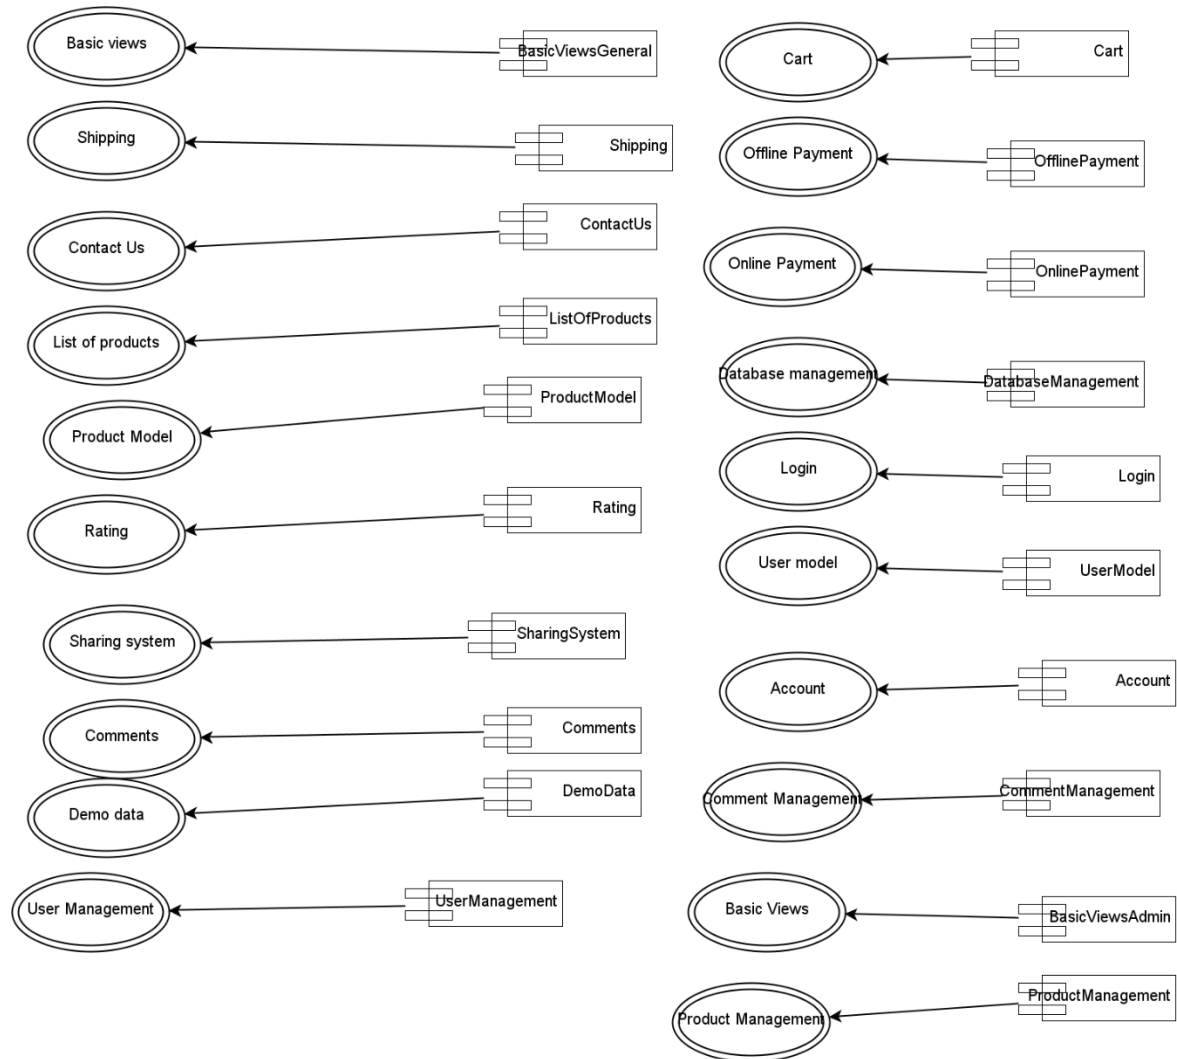 Basic views
BasicViewsGeneral
Shipping
Shipping
Contact Us
ContactUs
List of products
ListOfProducts
Product Model
ProductModel
Rating
Rating
Sharing system
SharingSystem
Comments
Comments
Demo data
DemoData
User Management
UserManagement
Cart
Cart
Offline Payment
OfflinePayment
Online Payment
OnlinePayment
Database management
DatabaseManagement
Login
Login
User model
UserModel
Account
Account
Comment Management
CommentManagement
Basic Views
BasicViewsAdmin
Product Management
ProductManagement